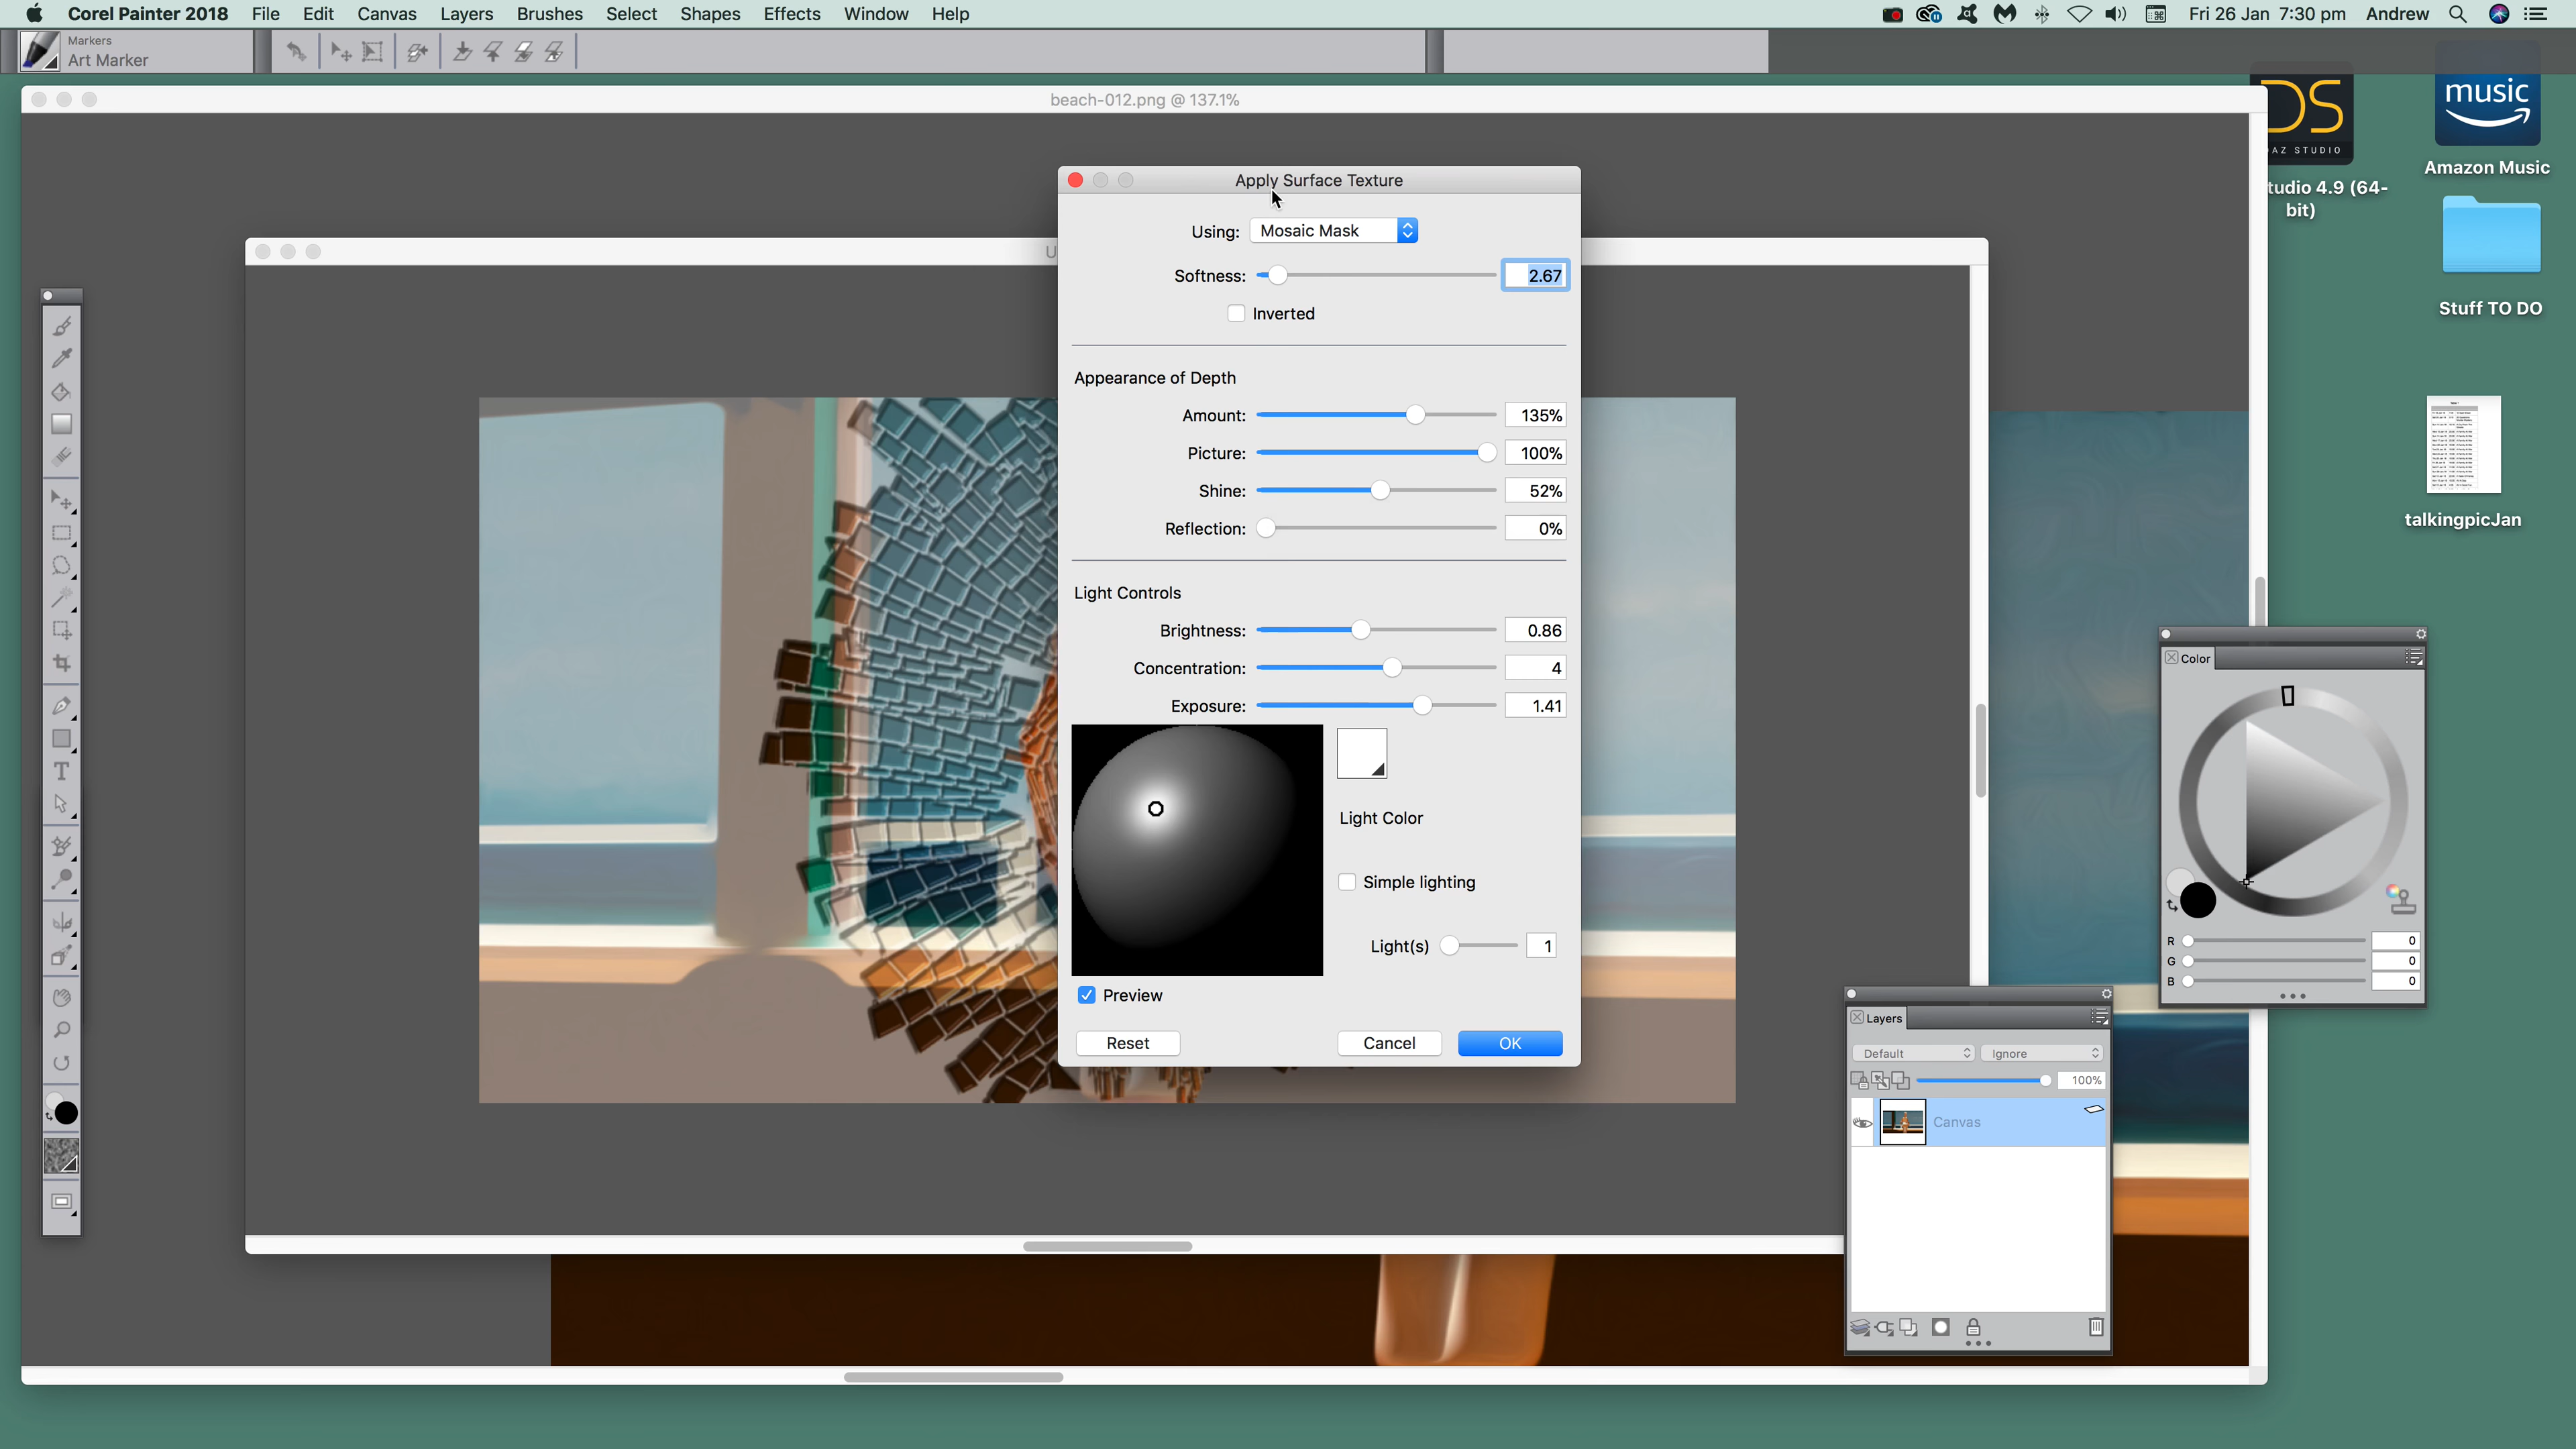 Corel Painter 2018 File Edit Canvas Layers Brushes Select Shapes Effects Window Help
Fri 26 Jan 7:30 pm Andrew
Markers
Art Marker
beach-012.png @ 137.1%
U
Apply Surface Texture
Using: Mosaic Mask
Softness: 2.67
Inverted
Appearance of Depth
Amount: 135%
Picture: 100%
Shine: 52%
Reflection: 0%
Light Controls
Brightness: 0.86
Concentration: 4
Exposure: 1.41
Light Color
Simple lighting
Light(s) 1
Preview
Reset Cancel OK
DS
AZ STUDIO
tudio 4.9 (64-
bit)
music
Amazon Music
Stuff TO DO
talkingpicJan
Color
R 0
G 0
B 0
Layers
Default Ignore
100%
Canvas